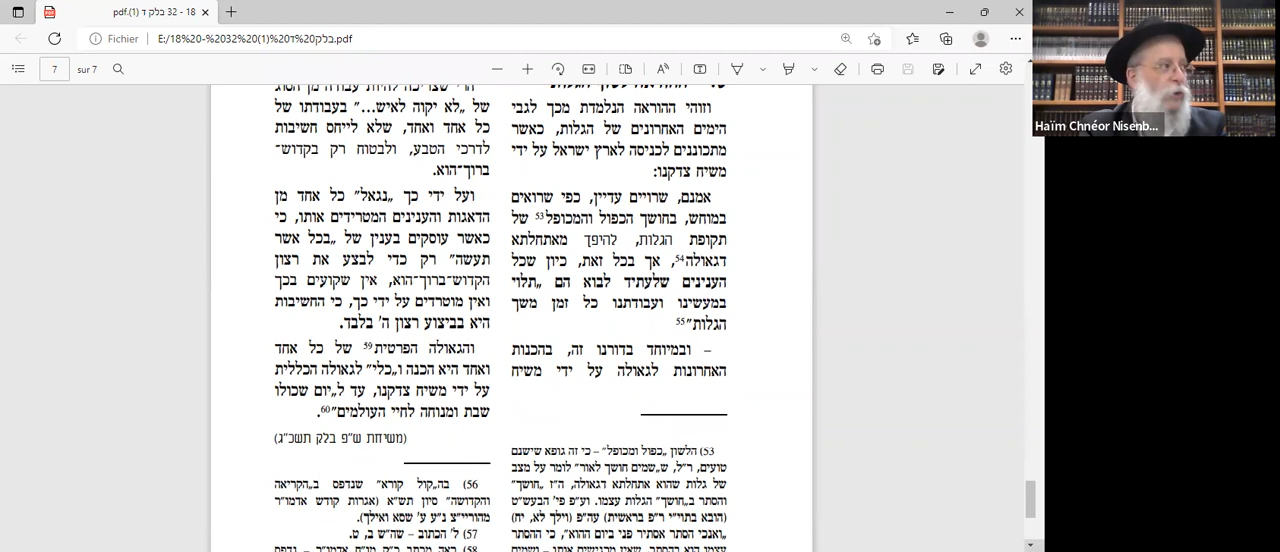 18 - 32 בלק ד (1).pdf
Fichier
E:/18%20-%2032%20בלק%20ד%20(1).pdf
7
sur 7
Haïm Chnéor Nisenb...
וזוהי ההוראה הנלמדת מכך לגבי
הימים האחרונים של הגלות, כאשר
מתכוננים לכניסה לארץ ישראל על ידי
משיח צדקנו:
אמנם, שרויים עדיין, כפי שרואים
במוחש, בחושך הכפול והמכופל53 של
תקופת הגלות, להיפך מאתחלתא
דגאולה54, אך בכל זאת, כיון שכל
הענינים שלעתיד לבוא הם „תלוי
במעשינו ועבודתנו כל זמן משך
הגלות"55
– ובמיוחד בדורנו זה, בהכנות
האחרונות לגאולה על ידי משיח
53) הלשון „כפול ומכופל" – כי זה גופא שישנם
טועים, ר"ל, ש„שמים חושך לאור" לומר על מצב
של גלות שהוא אתחלתא דגאולה, ה"ז „חושך"
והסתר ב„חושך" הגלות עצמו. וע"פ פי' הבעש"ט
(הובא בתוי"י ר"פ בראשית) עה"פ (וילך לא, יח)
„ואנכי הסתר אסתיר פני ביום ההוא", כי ההסתר
הרי שצריכה להיות עבודה מן הסוג
של „לא יקוה לאיש..." בעבודתו של
כל אחד ואחד, שלא לייחס חשיבות
לדרכי הטבע, ולבטוח רק בקדוש־
ברוך־הוא.
ועל ידי כך „נגאל" כל אחד מן
הדאגות והענינים המטרידים אותו, כי
כאשר עוסקים בענין של „בכל אשר
תעשה" רק כדי לבצע את רצון
הקדוש־ברוך־הוא, אין שקועים בכך
ואין מוטרדים על ידי כך, כי החשיבות
היא בביצוע רצון ה' בלבד.
והגאולה הפרטית59 של כל אחד
ואחד היא הכנה ו„כלי" לגאולה הכללית
על ידי משיח צדקנו, עד ל„יום שכולו
שבת ומנוחה לחיי העולמים"60.
(משיחת ש"פ בלק תשכ"ג)
56) בה„קול קורא" שנדפס ב„הקריאה
והקדושה" סיון תש"א (אגרות קודש אדמו"ר
מהוריי"צ נ"ע ע' שסא ואילך).
57) ל' הכתוב – שה"ש ב, ט.